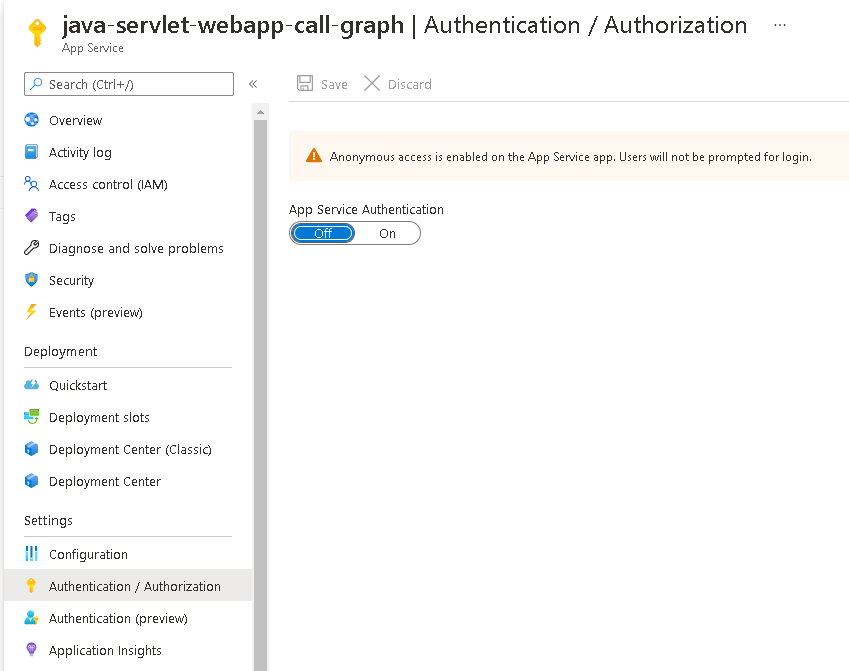 java-servlet-webapp-call-graph | Authentication / Authorization ...
App Service
Search (Ctrl+/)
«
Save
Discard
Overview
Activity log
Access control (IAM)
Tags
Diagnose and solve problems
Security
Events (preview)
Deployment
Quickstart
Deployment slots
Deployment Center (Classic)
Deployment Center
Settings
Configuration
Authentication / Authorization
Authentication (preview)
Application Insights
Anonymous access is enabled on the App Service app. Users will not be prompted for login.
App Service Authentication
Off On